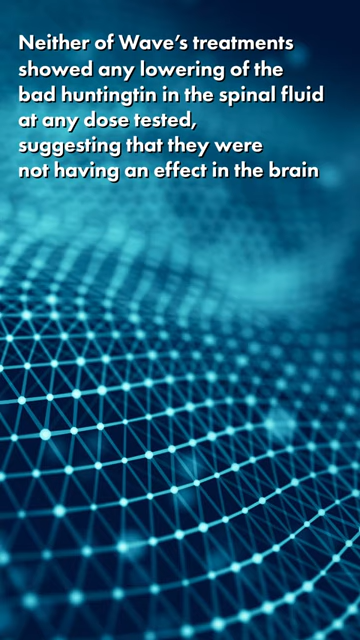 Neither of Wave's treatments
showed any lowering of the
bad huntingtin in the spinal fluid
at any dose tested,
suggesting that they were
not having an effect in the brain